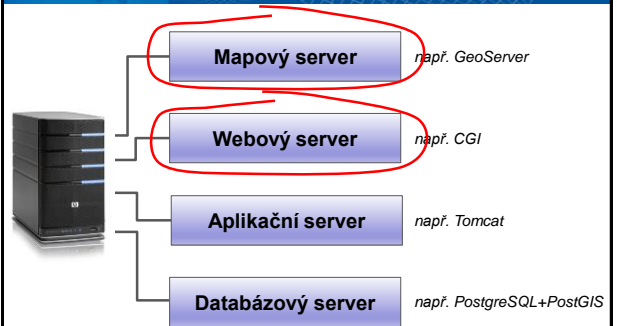 Mapový server
např. GeoServer
Webový server
např. CGI
Aplikační server
např. Tomcat
Databázový server
např. PostgreSQL+PostGIS